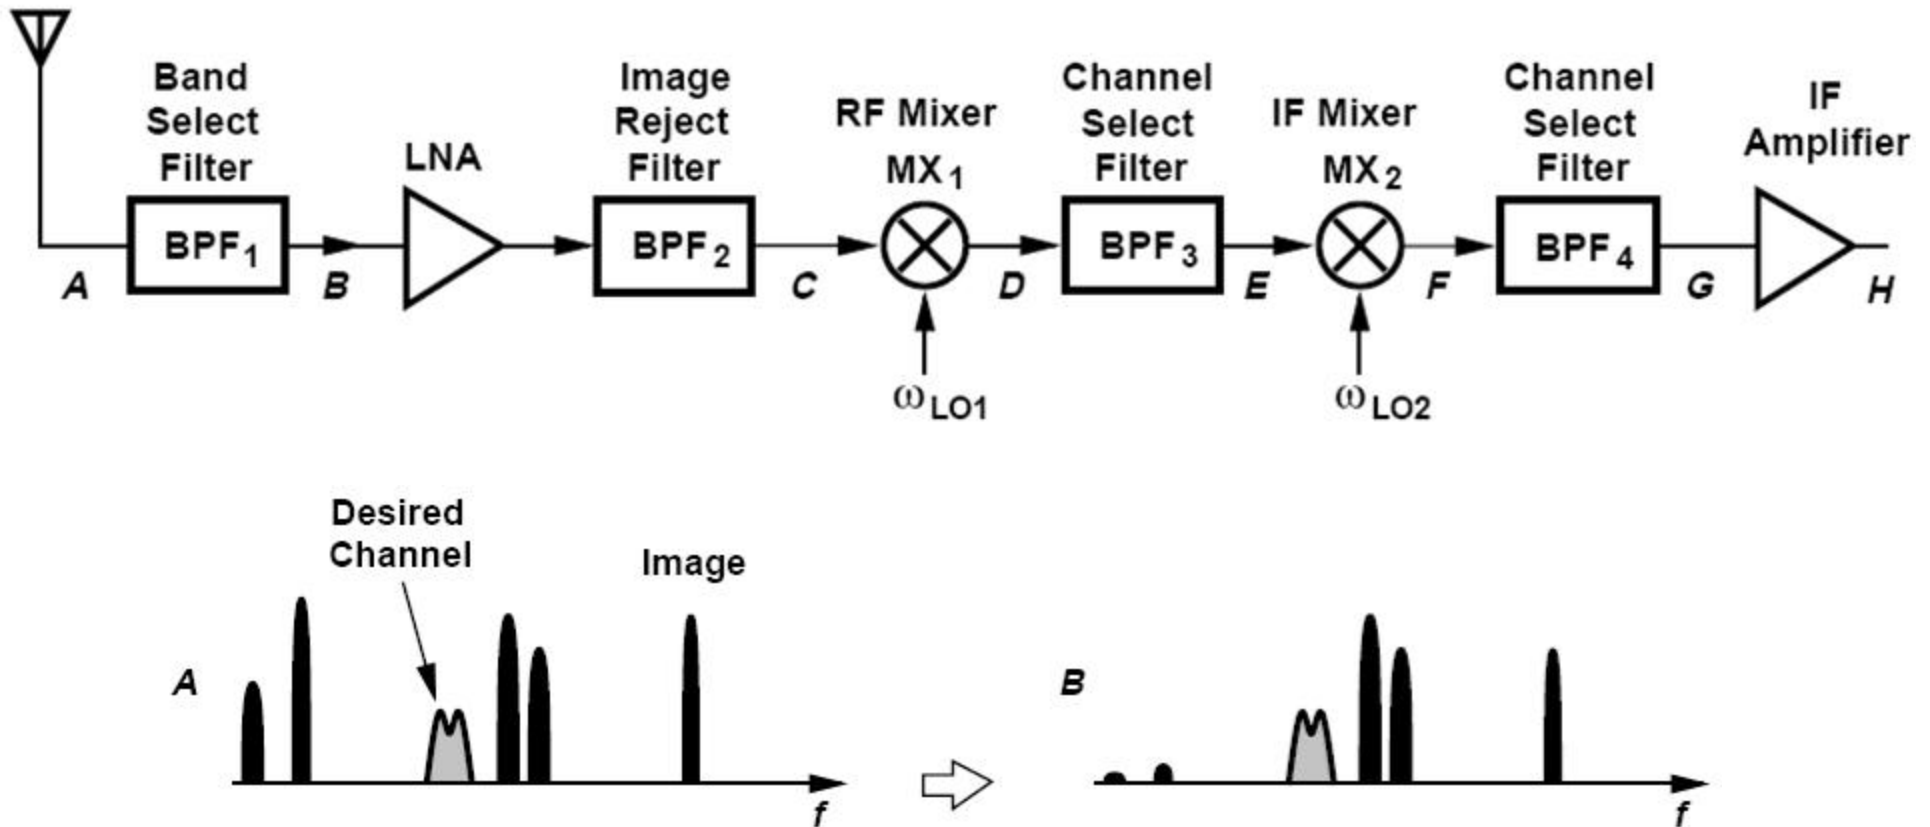 Band
Select
Filter
BPF1
LNA
Image
Reject
Filter
BPF2
RF Mixer
MX1
Channel
Select
Filter
BPF3
IF Mixer
MX2
Channel
Select
Filter
BPF4
IF
Amplifier
A
B
C
D
E
F
G
H
ωLO1
ωLO2
Desired
Channel
Image
A
f
B
f